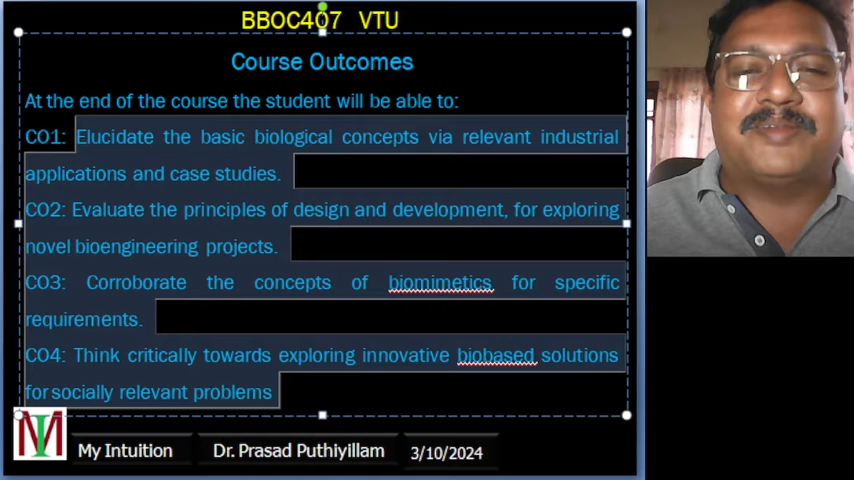 BBOC407 VTU
Course Outcomes
At the end of the course the student will be able to:
CO1: Elucidate the basic biological concepts via relevant industrial
applications and case studies.
CO2: Evaluate the principles of design and development, for exploring
novel bioengineering projects.
CO3: Corroborate the concepts of biomimetics for specific
requirements.
CO4: Think critically towards exploring innovative biobased solutions
for socially relevant problems
MI
My Intuition
Dr. Prasad Puthiyillam
3/10/2024